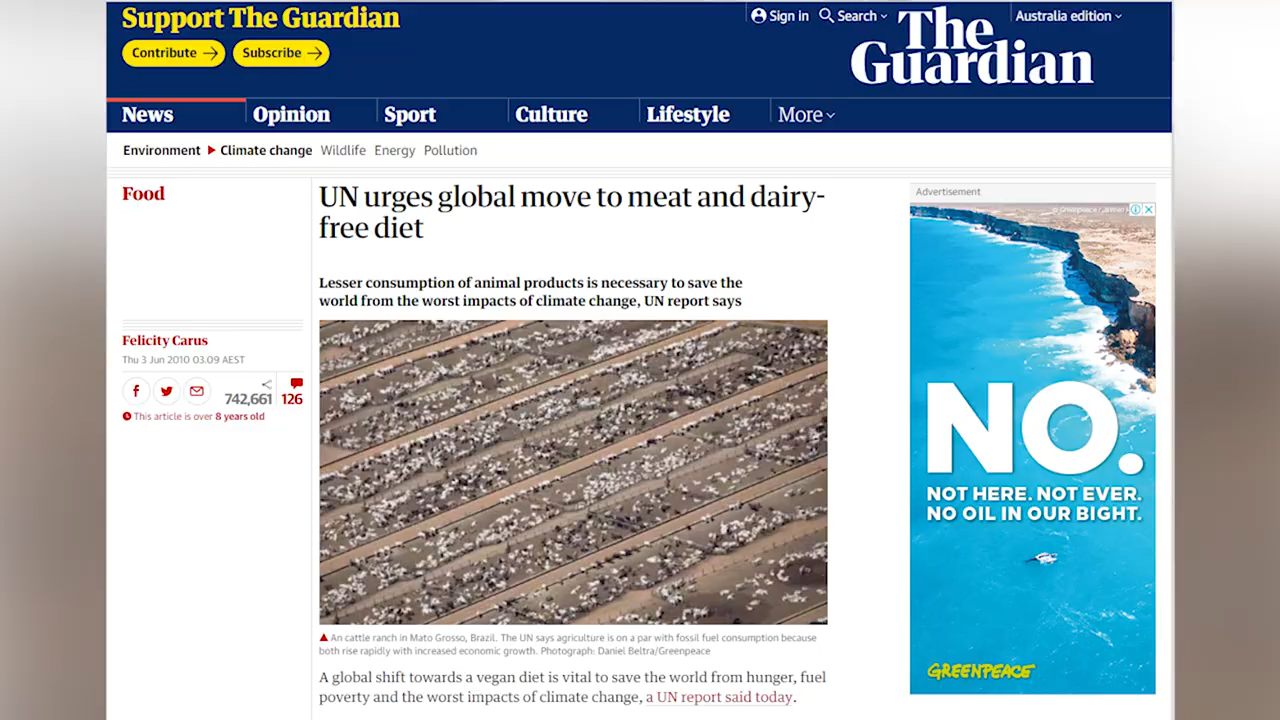 Support The Guardian
Contribute
Subscribe
Sign in
Search
Australia edition
The
Guardian
News
Opinion
Sport
Culture
Lifestyle
More
Environment
Climate change
Wildlife
Energy
Pollution
Food
UN urges global move to meat and dairy-
free diet
Lesser consumption of animal products is necessary to save the
world from the worst impacts of climate change, UN report says
Felicity Carus
Thu 3 Jun 2010 03.09 AEST
742,661
126
This article is over 8 years old
An cattle ranch in Mato Grosso, Brazil. The UN says agriculture is on a par with fossil fuel consumption because
both rise rapidly with increased economic growth. Photograph: Daniel Beltra/Greenpeace
A global shift towards a vegan diet is vital to save the world from hunger, fuel
poverty and the worst impacts of climate change, a UN report said today.
Advertisement
NO.
NOT HERE. NOT EVER.
NO OIL IN OUR BIGHT.
GREENPEACE